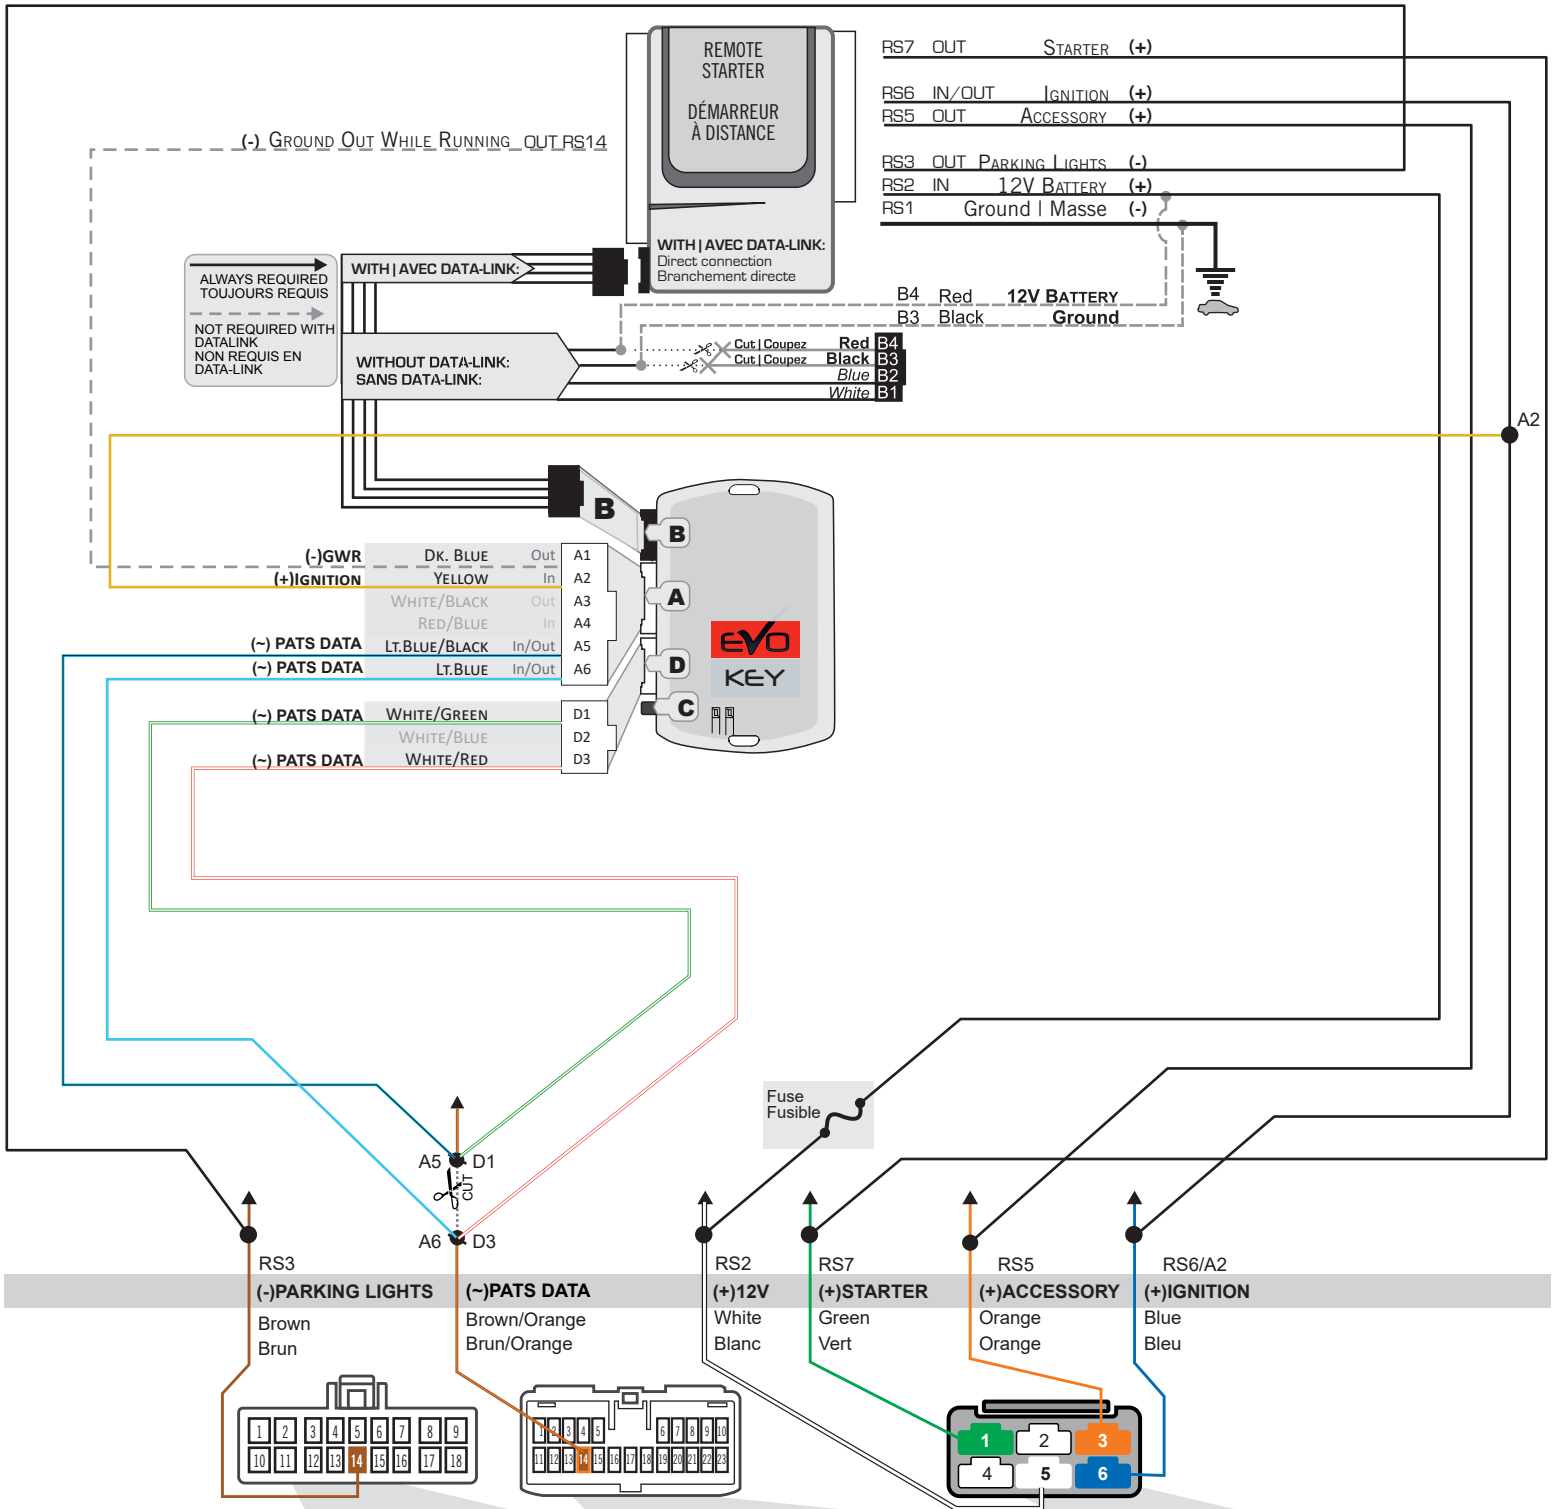 REMOTE
STARTER
DÉMARREUR
À DISTANCE
WITH | AVEC DATA-LINK:
Direct connection
Branchement directe
RS7 OUT STARTER (+)
RS6 IN/OUT IGNITION (+)
RS5 OUT ACCESSORY (+)
RS3 OUT PARKING LIGHTS (-)
RS2 IN 12V BATTERY (+)
RS1 Ground | Masse (-)
(-) GROUND OUT WHILE RUNNING OUT RS14
ALWAYS REQUIRED
TOUJOURS REQUIS
NOT REQUIRED WITH
DATALINK
NON REQUIS EN
DATA-LINK
WITH | AVEC DATA-LINK:
WITHOUT DATA-LINK:
SANS DATA-LINK:
B4 Red 12V BATTERY
B3 Black Ground
Cut | Coupez Red B4
Cut | Coupez Black B3
Blue B2
White B1
A2
B
B
A
D
C
EVO
KEY
(-)GWR DK. BLUE Out A1
(+)IGNITION YELLOW In A2
WHITE/BLACK Out A3
RED/BLUE In A4
(~) PATS DATA LT.BLUE/BLACK In/Out A5
(~) PATS DATA LT.BLUE In/Out A6
(~) PATS DATA WHITE/GREEN D1
WHITE/BLUE D2
(~) PATS DATA WHITE/RED D3
Fuse
Fusible
A5 D1
CUT
A6 D3
RS3
(-)PARKING LIGHTS
Brown
Brun
(~)PATS DATA
Brown/Orange
Brun/Orange
RS2
(+)12V
White
Blanc
RS7
(+)STARTER
Green
Vert
RS5
(+)ACCESSORY
Orange
Orange
RS6/A2
(+)IGNITION
Blue
Bleu
1 2 3 4 5 6 7 8 9
10 11 12 13 14 15 16 17 18
1 2 3 4 5 6 7 8 9 10
11 12 13 14 15 16 17 18 19 20 21 22 23
1 2 3
4 5 6